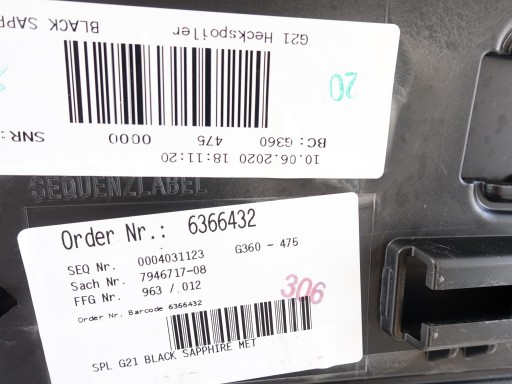 BLACK SAPP
G21 Heckspoiler
20
SNR:
0000
475
BC: G360
10.06.2020 18:11:20
SEQUENZLABEL
Order Nr.: 6366432
SEQ Nr. 0004031123 G360 - 475
Sach Nr. 7946717-08
FFG Nr. 963 /.012
306
Order Nr. Barcode 6366432
SPL G21 BLACK SAPPHIRE MET